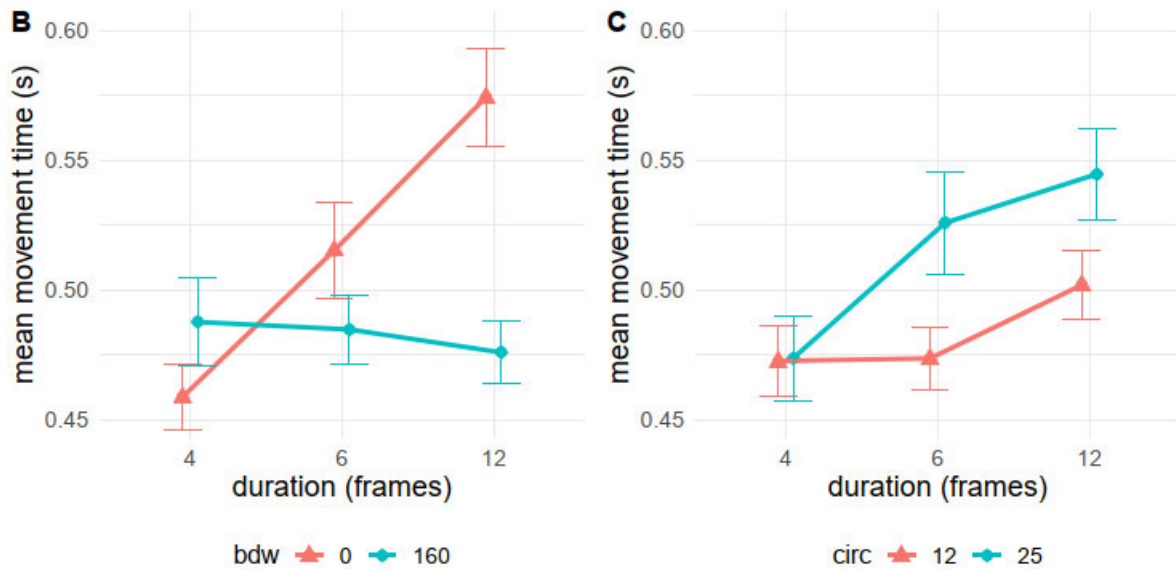 B
mean movement time (s)
0.60
0.55
0.50
0.45
4 6 12
duration (frames)
bdw 0 160
C
mean movement time (s)
0.60
0.55
0.50
0.45
4 6 12
duration (frames)
circ 12 25